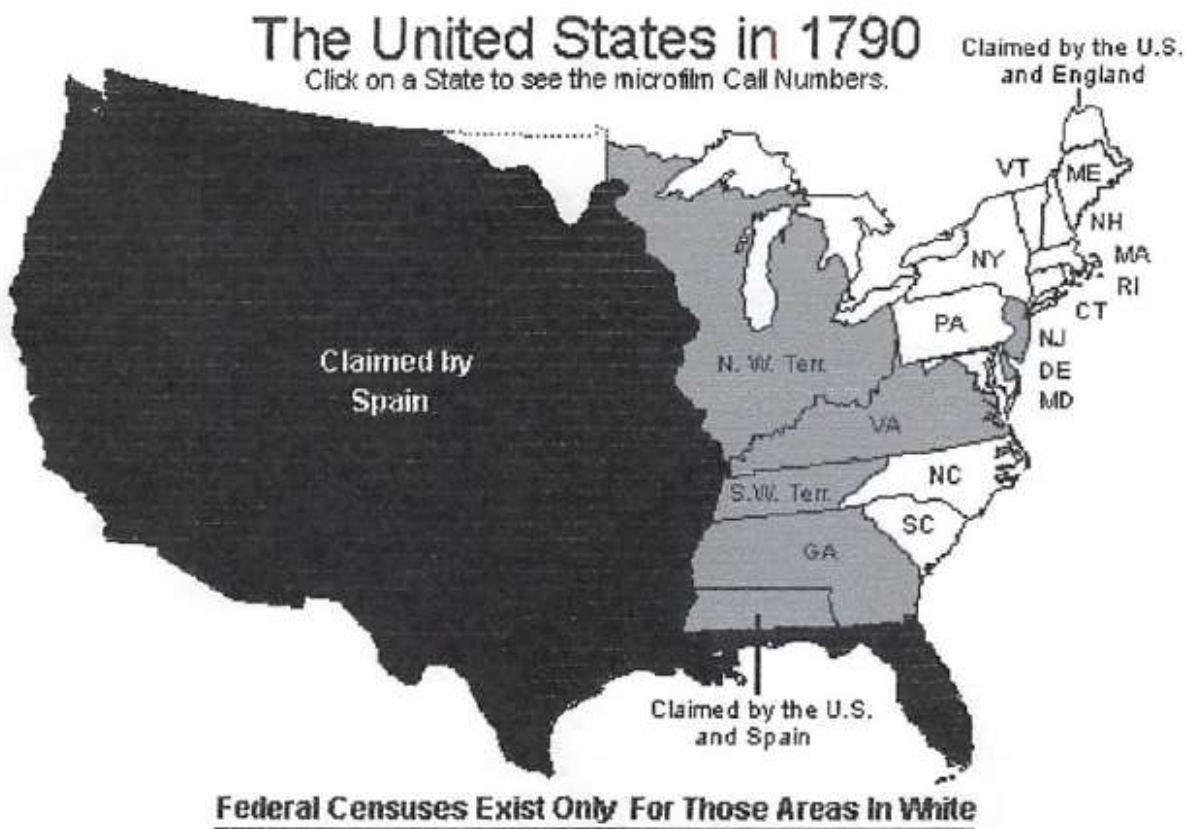 The United States in 1790
Click on a State to see the microfilm Call Numbers.
Claimed by the U.S.
and England
VT
ME
NH
NY
MA
RI
CT
PA
NJ
DE
MD
Claimed by
Spain
N. W. Terr.
VA
S.W. Terr.
NC
SC
GA
Claimed by the U.S.
and Spain
Federal Censuses Exist Only For Those Areas In White